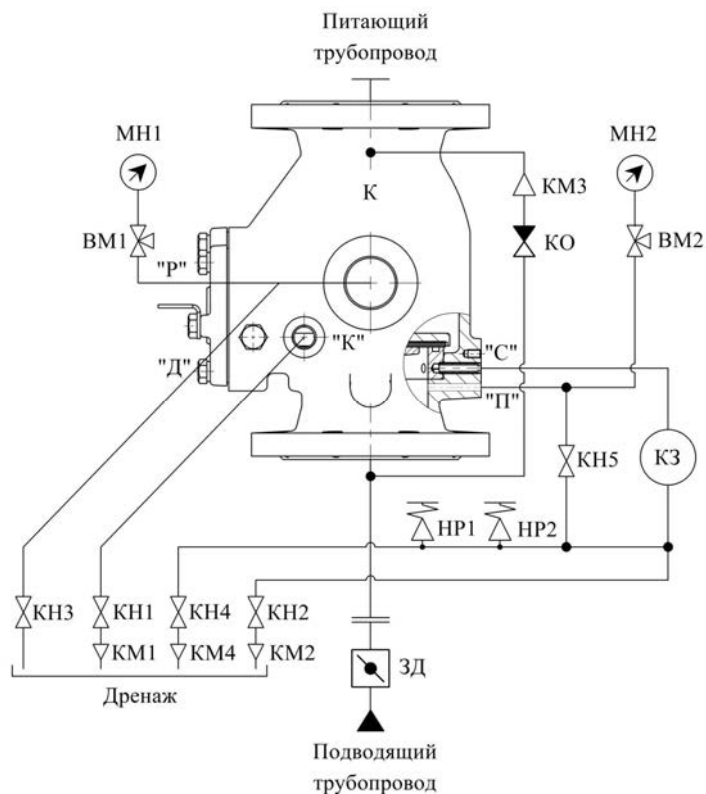 Питающий
трубопровод
МН1
МН2
К
КМ3
ВМ1
КО
ВМ2
"Р"
"К"
"С"
"Д"
"П"
КН5
КЗ
НР1
НР2
КН3
КН1
КН4
КН2
КМ1
КМ4
КМ2
ЗД
Дренаж
Подводящий
трубопровод